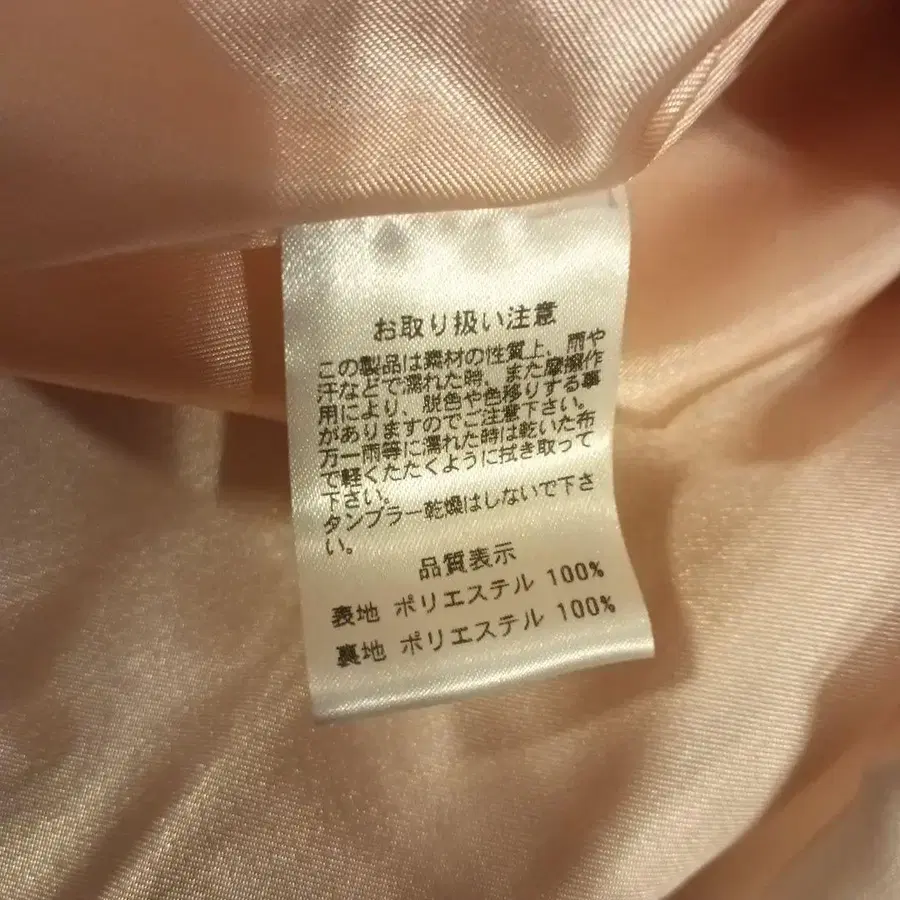 お取り扱い注意
この製品は素材の性質上、雨や
汗などで濡れた時、また摩擦作
用により、脱色や色移りする事
がありますのでご注意下さい。
万一雨等に濡れた時は乾いた布
で軽くたたくように拭き取って
下さい。
タンブラー乾燥はしないで下さ
い。
品質表示
表地 ポリエステル 100%
裏地 ポリエステル 100%